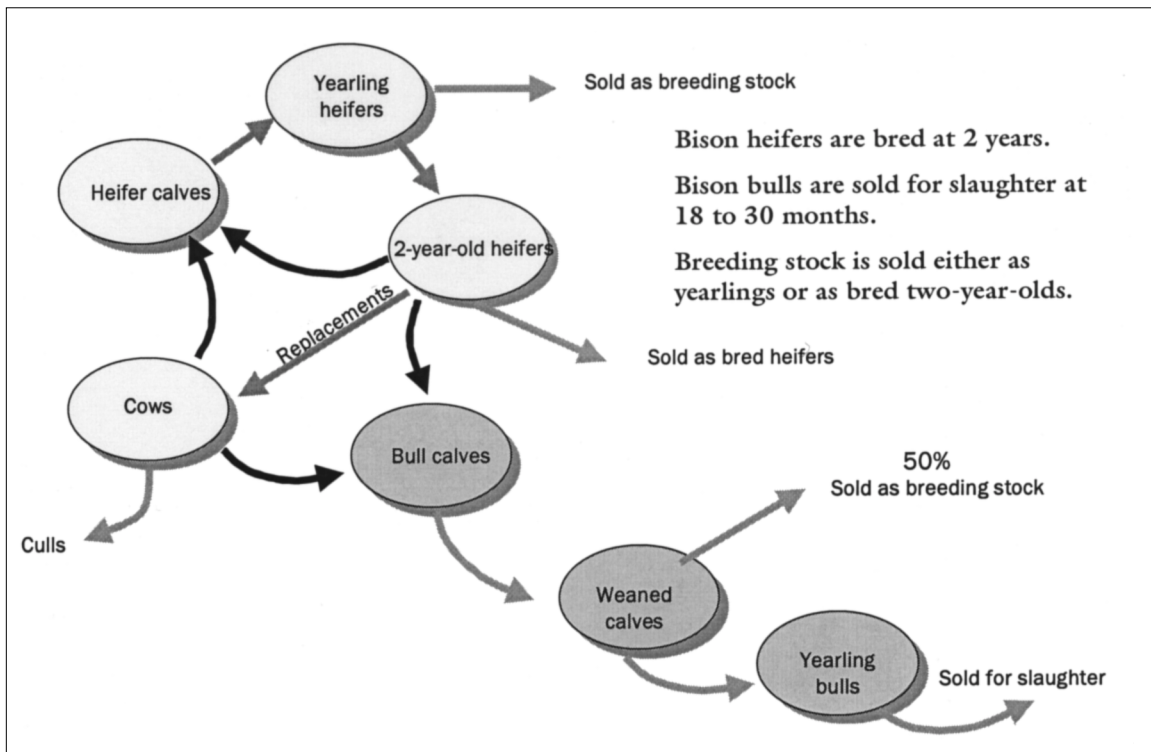 Yearling
heifers
Sold as breeding stock
Bison heifers are bred at 2 years.
Bison bulls are sold for slaughter at
18 to 30 months.
Breeding stock is sold either as
yearlings or as bred two-year-olds.
Heifer calves
2-year-old heifers
Replacements
Sold as bred heifers
Cows
Bull calves
Culls
50%
Sold as breeding stock
Weaned
calves
Yearling
bulls
Sold for slaughter